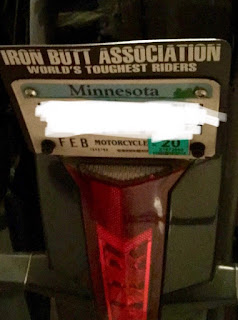 IRON BUTT ASSOCIATION
WORLD'S TOUGHEST RIDERS
Minnesota
FEB MOTORCYCLE 20